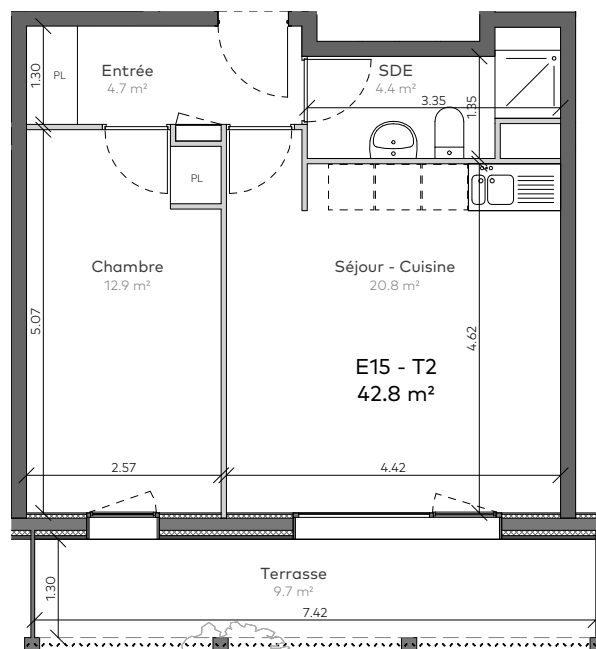 1.30
PL
Entrée
4.7 m²
SDE
4.4 m²
3.35
1.35
PL
Chambre
12.9 m²
Séjour - Cuisine
20.8 m²
5.07
4.62
E15 - T2
42.8 m²
2.57
4.42
Terrasse
9.7 m²
1.30
7.42